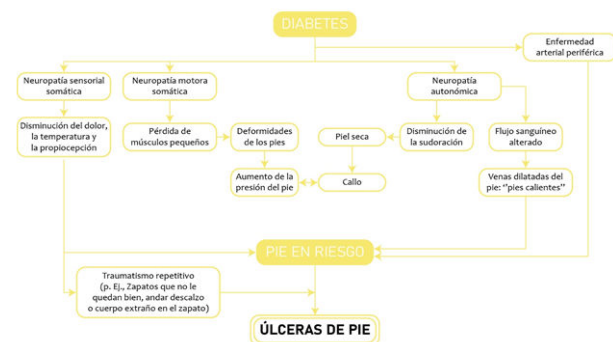 DIABETES
Enfermedad
arterial periférica
Neuropatía sensorial
somática
Neuropatía motora
somática
Neuropatía
autonómica
Disminución del dolor,
la temperatura y
la propiocepción
Pérdida de
músculos pequeños
Deformidades
de los pies
Piel seca
Disminución de
la sudoración
Flujo sanguíneo
alterado
Aumento de la
presión del pie
Callo
Venas dilatadas del
pie: “pies calientes”
PIE EN RIESGO
Traumatismo repetitivo
(p. Ej., Zapatos que no le
quedan bien, andar descalzo
o cuerpo extraño en el zapato)
ÚLCERAS DE PIE